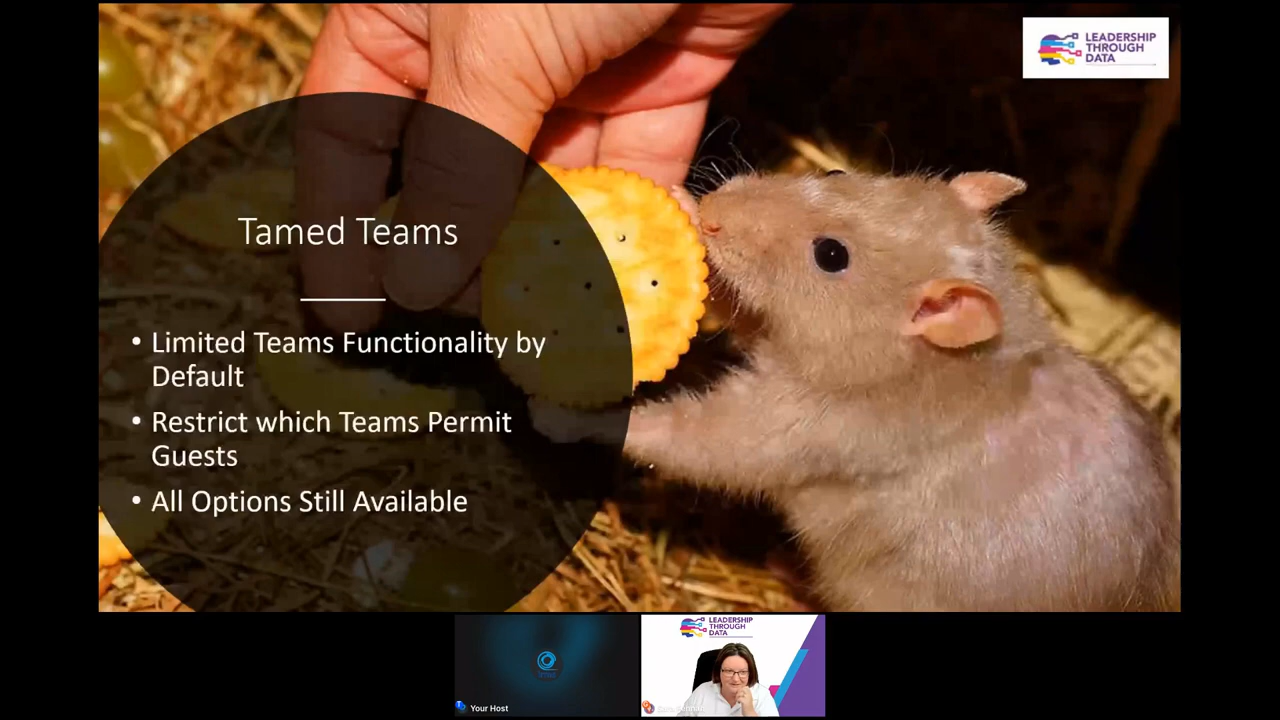 LEADERSHIP
THROUGH
DATA
Tamed Teams
• Limited Teams Functionality by
Default
• Restrict which Teams Permit
Guests
• All Options Still Available
LEADERSHIP
THROUGH
DATA
Your Host